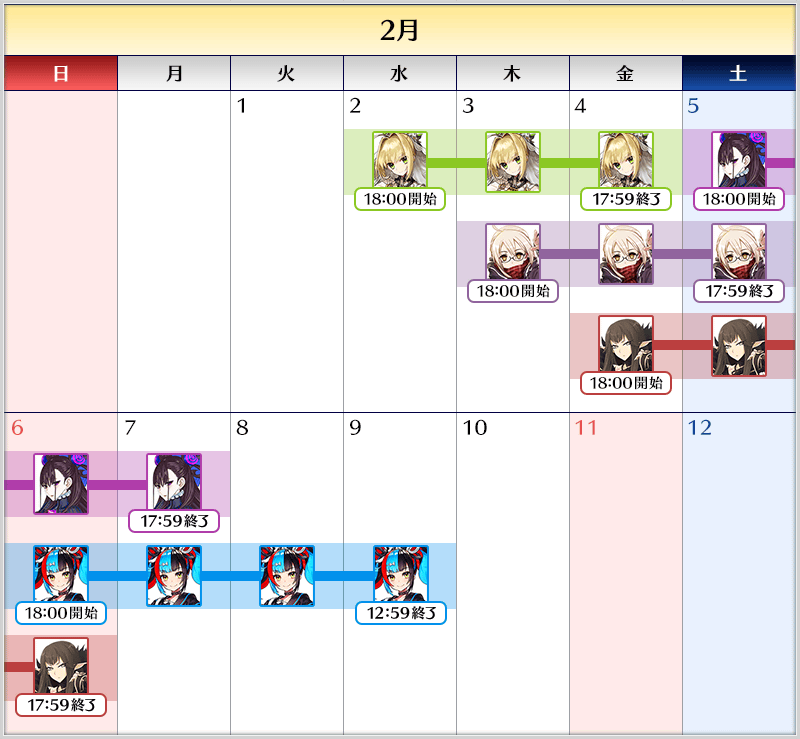 2月
日 月 火 水 木 金 土
1 2 3 4 5
18:00開始 17:59終了 18:00開始
18:00開始 17:59終了
18:00開始
6 7 8 9 10 11 12
17:59終了
18:00開始 12:59終了
17:59終了